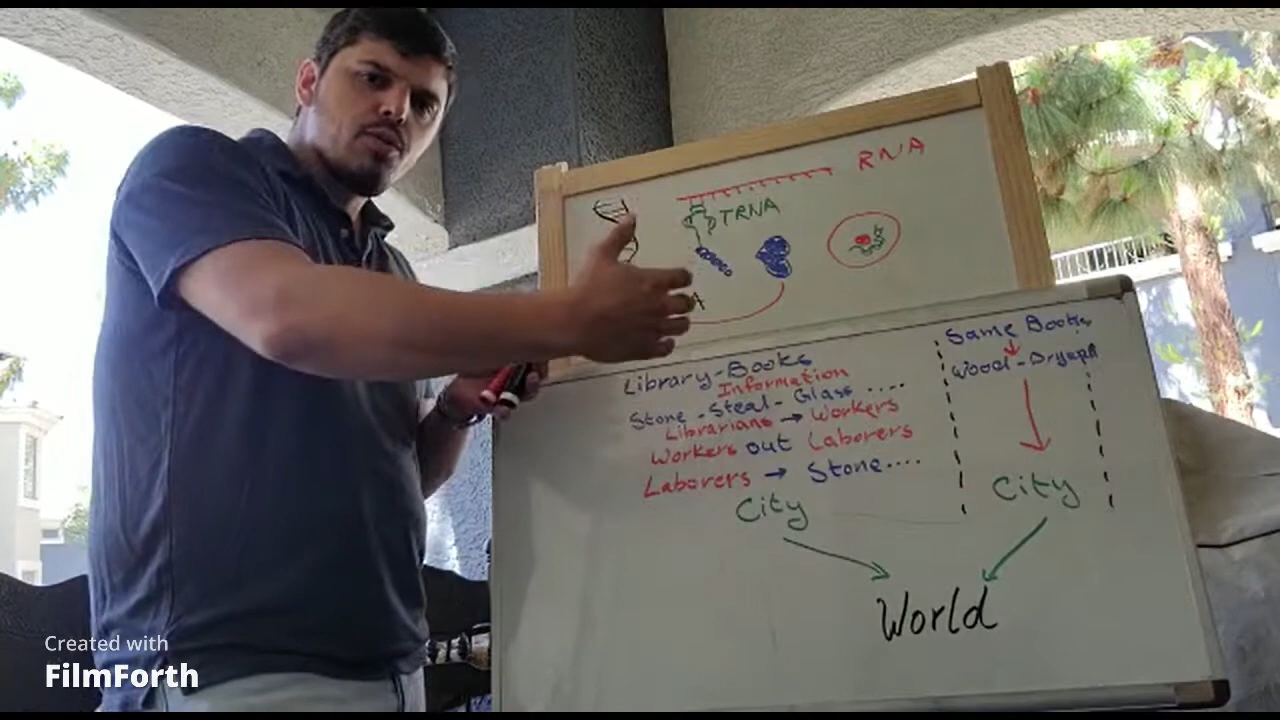 RNA
TRNA
A
Library-Books
Information
Stone-Steal-Glass.....
Librarians → Workers
Workers out Laborers
Laborers → Stone....
City
Same Books
Wood-Dryapn
City
World
Created with
FilmForth